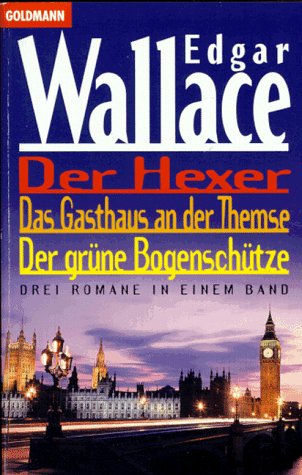 GOLDMANN
Edgar
Wallace
Der Hexer
Das Gasthaus an der Themse
Der grüne Bogenschütze
DREI ROMANE IN EINEM BAND